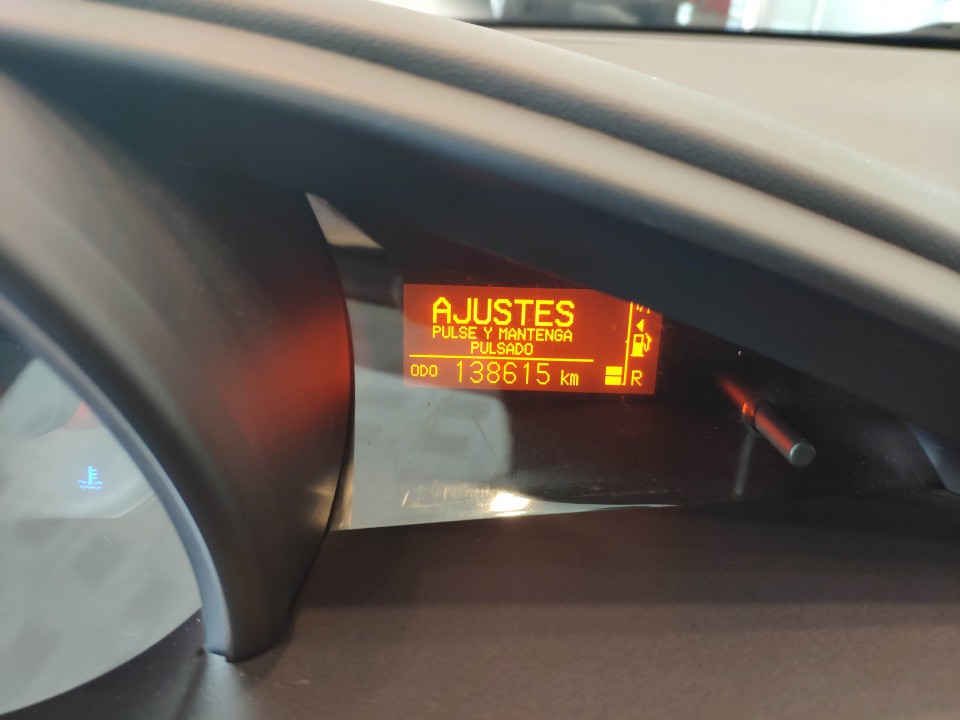 AJUSTES
PULSE Y MANTENGA
PULSADO
ODO 138615 km
R